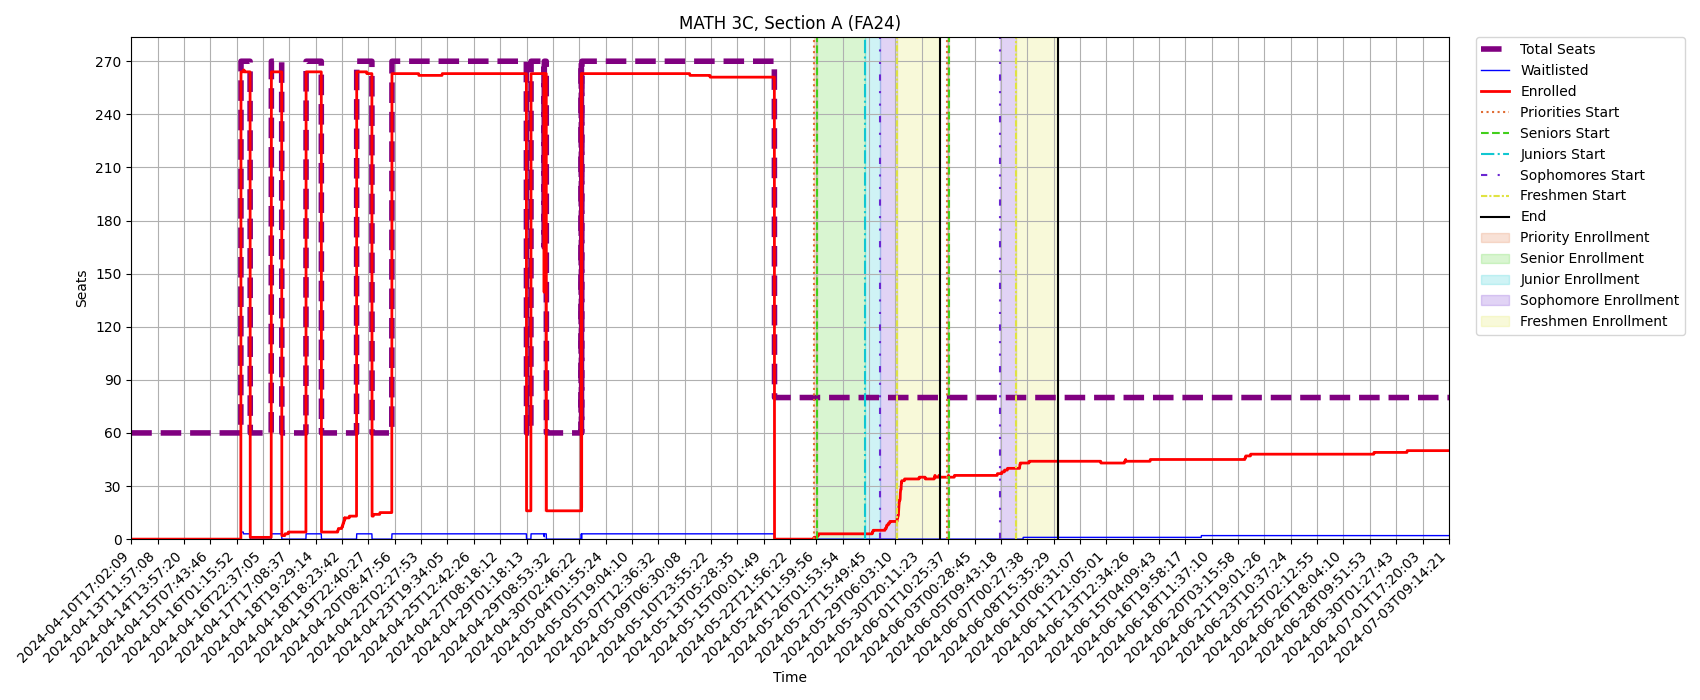 MATH 3C, Section A (FA24)
Seats
270
240
210
180
150
120
90
60
30
0
2024-04-10T17:02:09
2024-04-13T11:57:08
2024-04-14T13:57:20
2024-04-15T07:43:46
2024-04-16T01:15:52
2024-04-16T22:37:05
2024-04-17T17:08:37
2024-04-18T19:29:14
2024-04-18T18:23:42
2024-04-19T22:40:27
2024-04-20T08:47:56
2024-04-22T02:27:53
2024-04-23T19:34:05
2024-04-25T12:42:26
2024-04-27T08:18:12
2024-04-29T01:18:13
2024-04-29T08:53:32
2024-04-30T02:46:22
2024-05-04T01:55:24
2024-05-05T19:04:10
2024-05-07T12:36:32
2024-05-09T06:30:08
2024-05-10T23:55:22
2024-05-13T05:28:35
2024-05-15T00:01:49
2024-05-22T21:56:22
2024-05-24T11:59:56
2024-05-26T01:53:54
2024-05-27T15:49:45
2024-05-29T06:03:10
2024-05-30T20:11:23
2024-06-01T10:25:37
2024-06-03T00:28:45
2024-06-05T09:43:18
2024-06-07T00:27:38
2024-06-08T15:35:29
2024-06-10T06:31:07
2024-06-11T21:05:01
2024-06-13T12:34:26
2024-06-15T04:09:43
2024-06-16T19:58:17
2024-06-18T11:37:10
2024-06-20T03:15:58
2024-06-21T19:01:26
2024-06-23T10:37:24
2024-06-25T02:12:55
2024-06-26T18:04:10
2024-06-28T09:51:53
2024-06-30T01:27:43
2024-07-01T17:20:03
2024-07-03T09:14:21
Time
Total Seats
Waitlisted
Enrolled
Priorities Start
Seniors Start
Juniors Start
Sophomores Start
Freshmen Start
End
Priority Enrollment
Senior Enrollment
Junior Enrollment
Sophomore Enrollment
Freshmen Enrollment